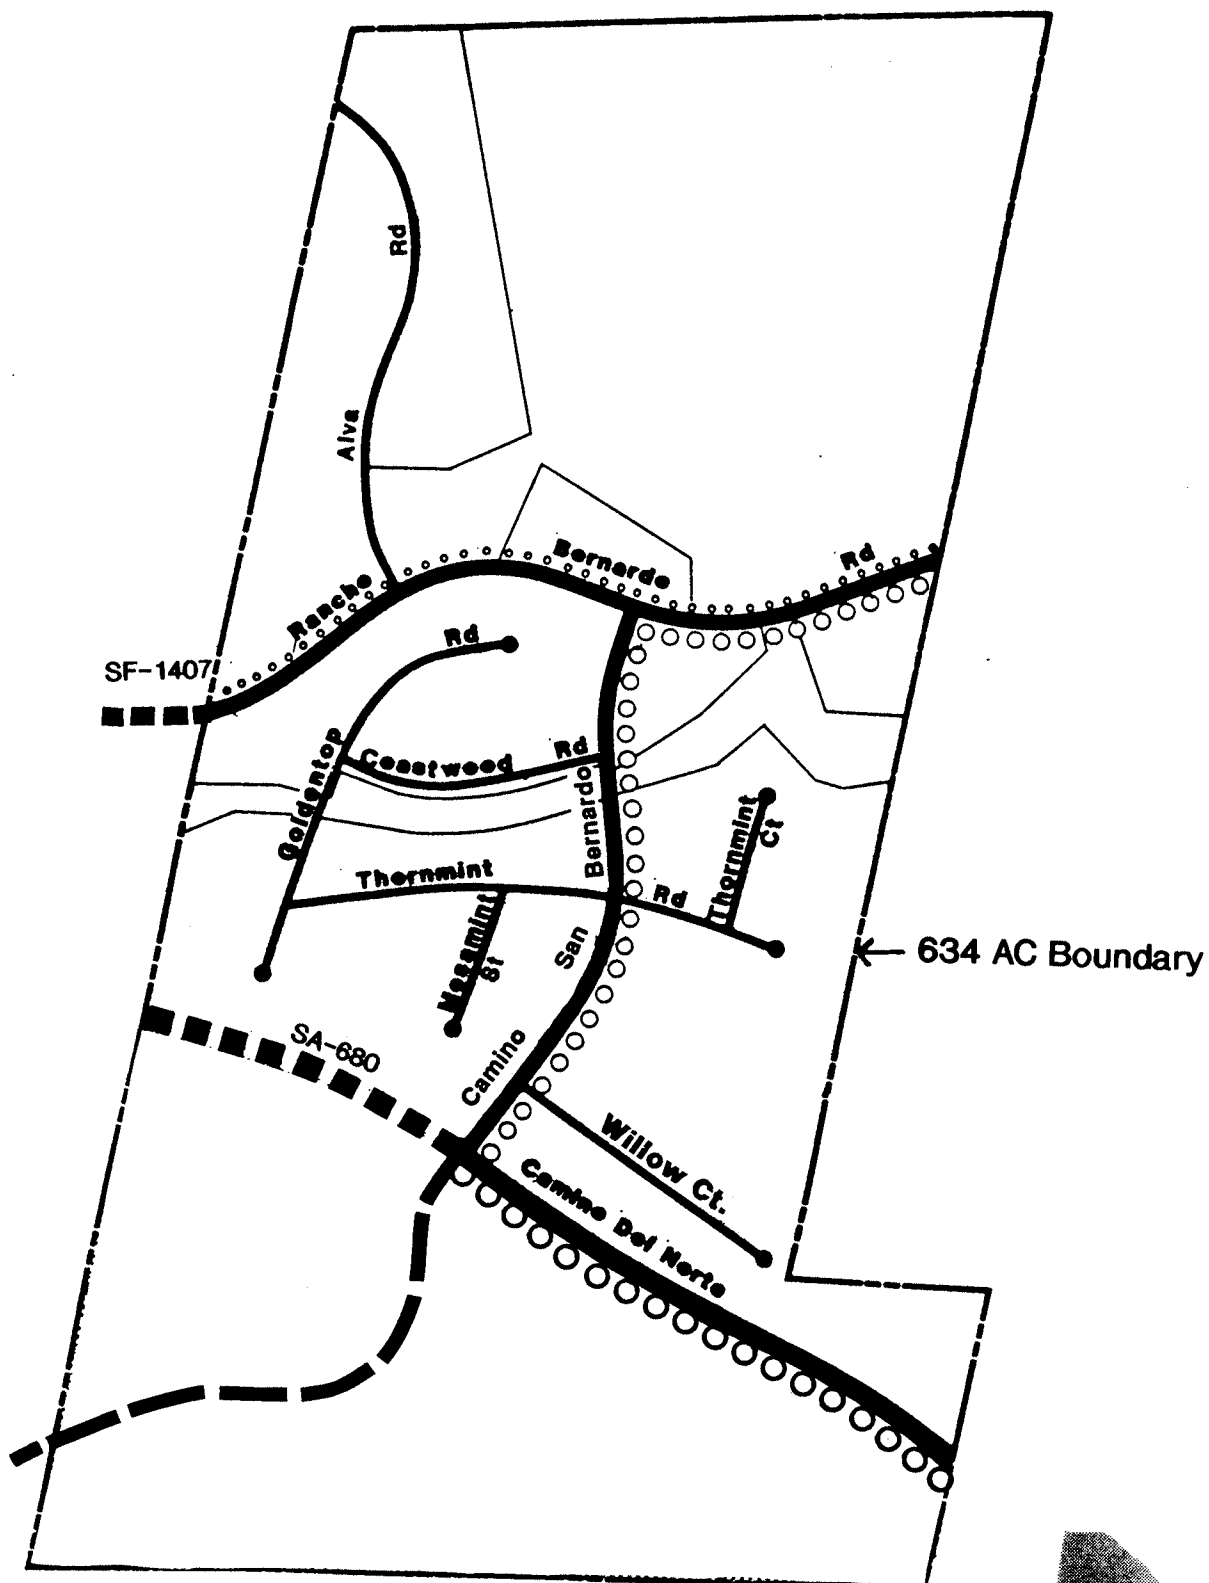 Rd
Alva
Rancho
Bernardo
Rd
SF-1407
Rd
Goldentop
Coastwood
Rd
Bernardo
Thornmint
Ct
Thornmint
Rd
634 AC Boundary
Mesamint
St
San
SA-680
Camino
Willow Ct.
Camino Del Norte